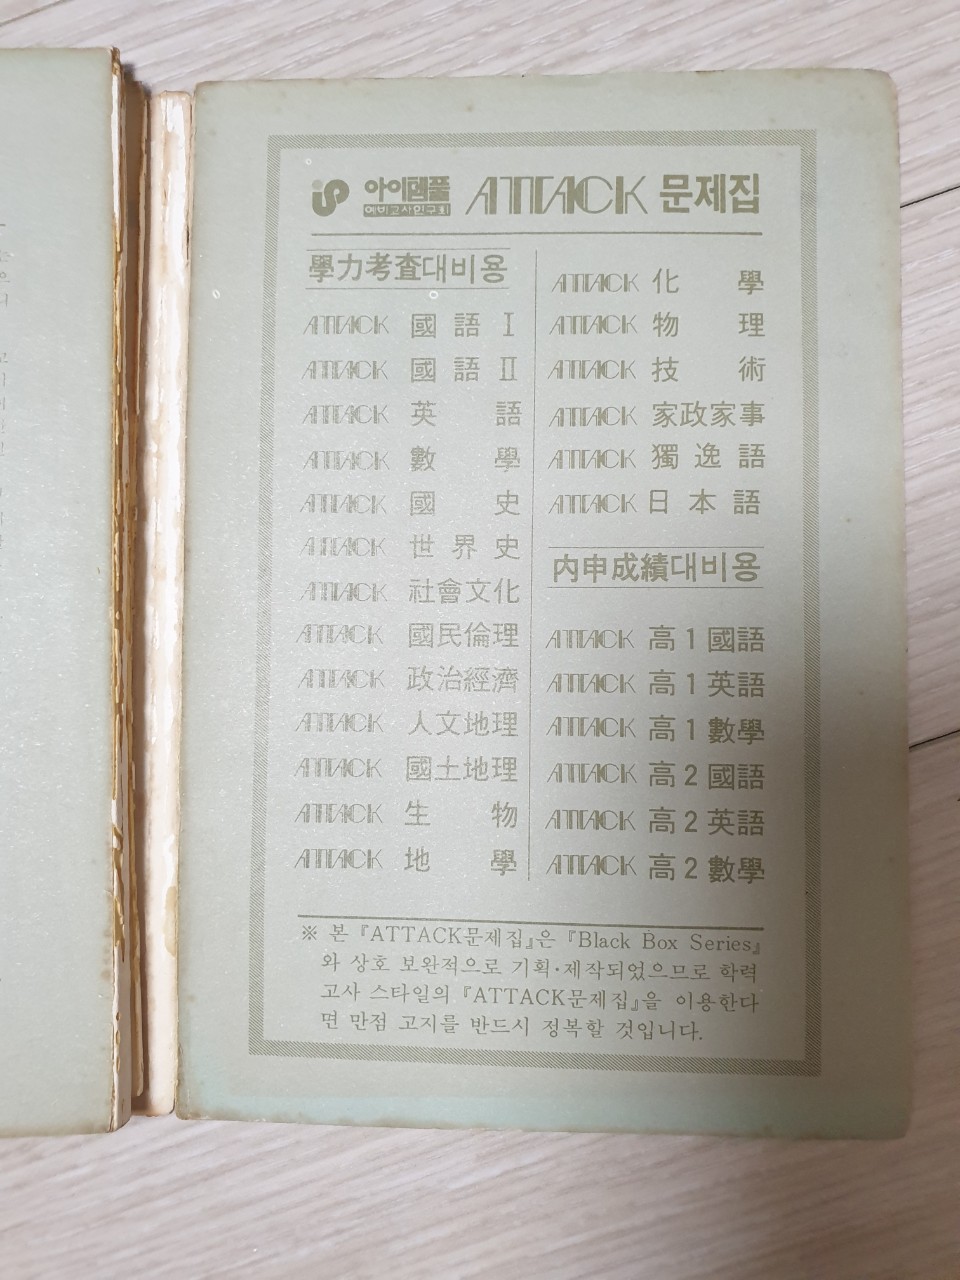 아이템풀
예비고사연구회
ATTACK 문제집
學力考査대비용
ATTACK 國語 I
ATTACK 國語 II
ATTACK 英語
ATTACK 數學
ATTACK 國史
ATTACK 世界史
ATTACK 社會文化
ATTACK 國民倫理
ATTACK 政治經濟
ATTACK 人文地理
ATTACK 國土地理
ATTACK 生物
ATTACK 地學
ATTACK 化學
ATTACK 物理
ATTACK 技術
ATTACK 家政家事
ATTACK 獨逸語
ATTACK 日本語
內申成績대비용
ATTACK 高1國語
ATTACK 高1英語
ATTACK 高1數學
ATTACK 高2國語
ATTACK 高2英語
ATTACK 高2數學
※ 본 『ATTACK문제집』은 『Black Box Series』
와 상호 보완적으로 기획·제작되었으므로 학력
고사 스타일의 『ATTACK문제집』을 이용한다
면 만점 고지를 반드시 정복할 것입니다.